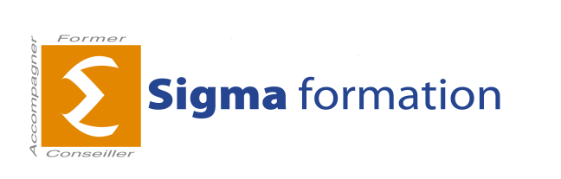 Former
Accompagner
Sigma formation
Conseiller